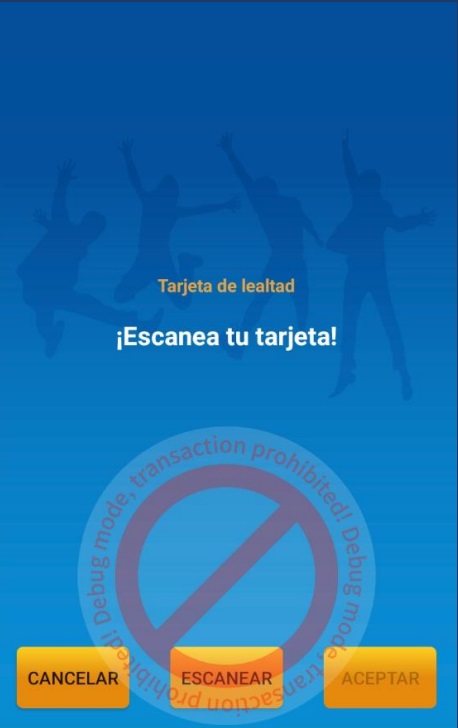 Tarjeta de lealtad
¡Escanea tu tarjeta!
Debug mode, transaction prohibited! Debug mode, transaction prohibited!
CANCELAR
ESCANEAR
ACEPTAR